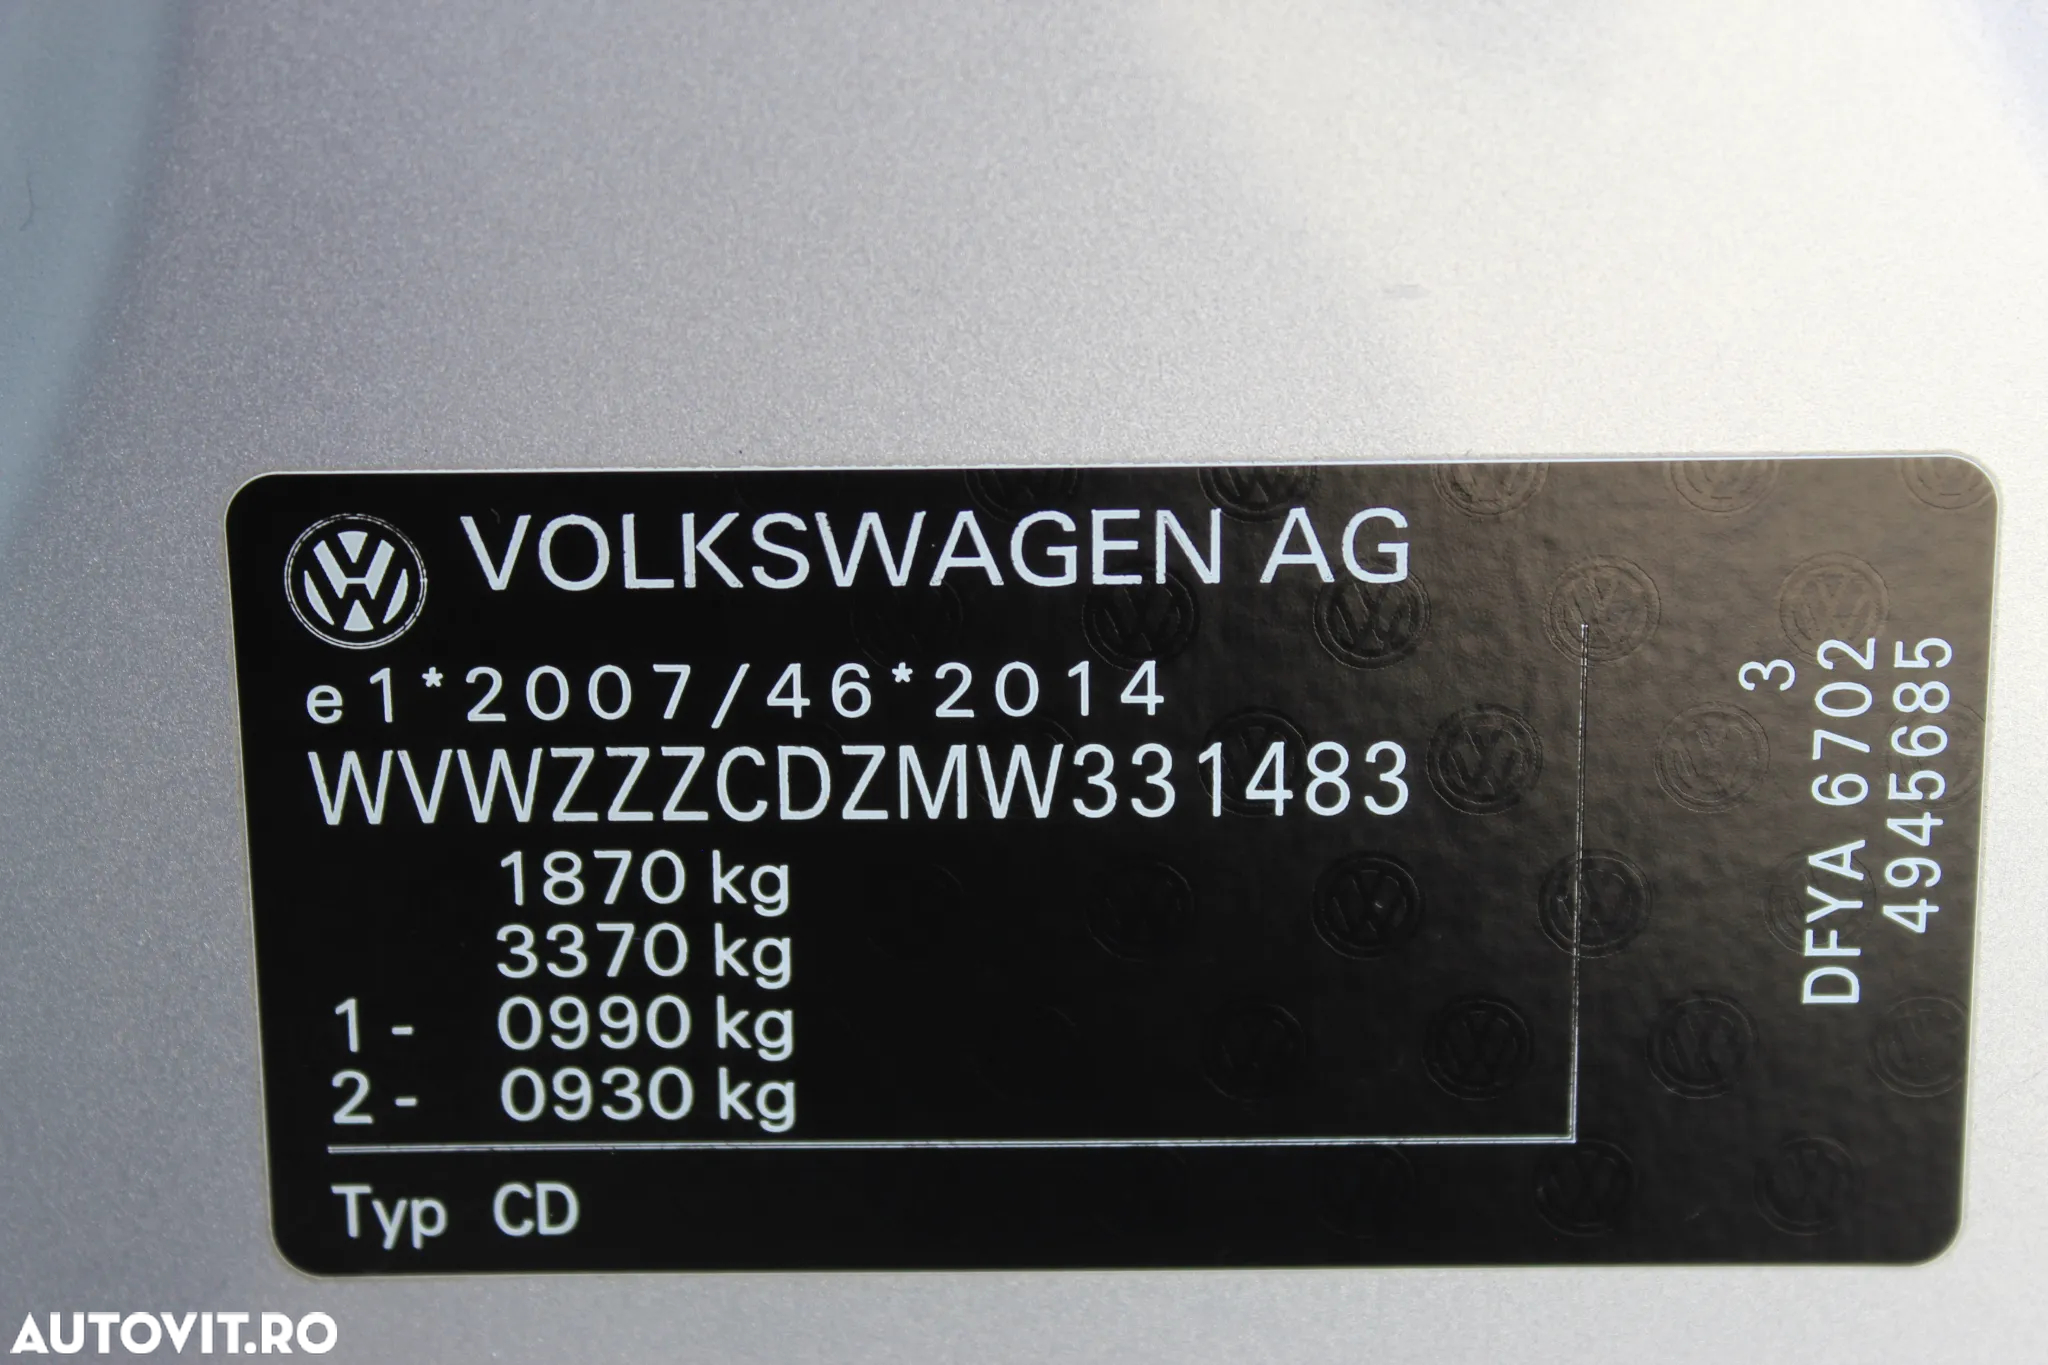 VOLKSWAGEN AG
e1*2007/46*2014
WVWZZZCDZMW331483
1870 kg
3370 kg
1- 0990 kg
2- 0930 kg
Typ CD
3
DFYA 6702
4945685
AUTOVIT.RO